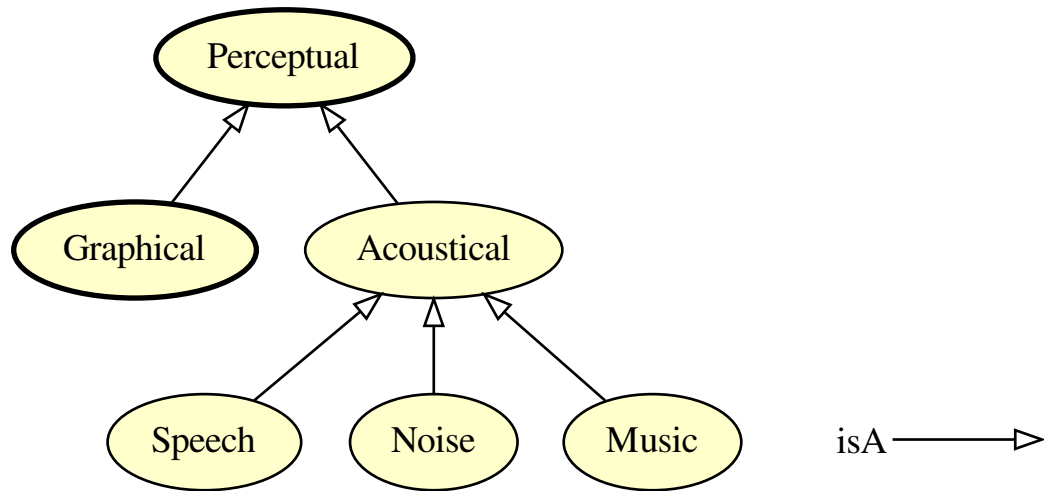 Perceptual
Graphical
Acoustical
Speech
Noise
Music
isA